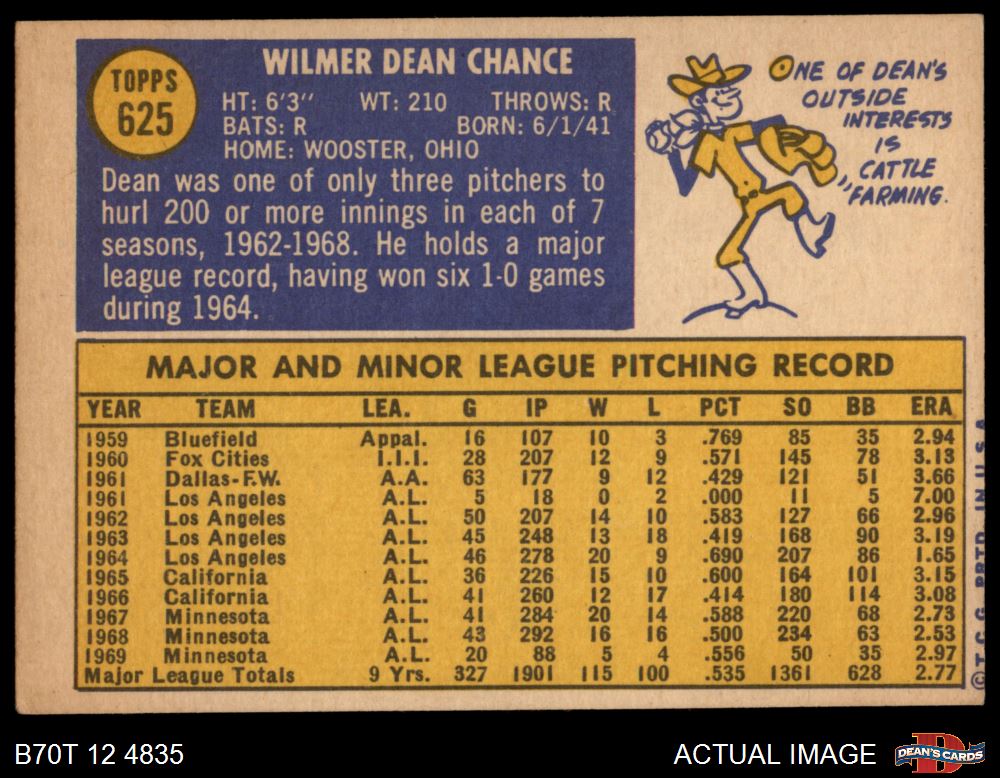 TOPPS
625
WILMER DEAN CHANCE
HT: 6'3" WT: 210 THROWS: R
BATS: R BORN: 6/1/41
HOME: WOOSTER, OHIO
Dean was one of only three pitchers to
hurl 200 or more innings in each of 7
seasons, 1962-1968. He holds a major
league record, having won six 1-0 games
during 1964.
ONE OF DEAN'S
OUTSIDE
INTERESTS
IS
CATTLE
FARMING.
MAJOR AND MINOR LEAGUE PITCHING RECORD
YEAR TEAM LEA. G IP W L PCT SO BB ERA
1959 Bluefield Appal. 16 107 10 3 .769 85 35 2.94
1960 Fox Cities I.I.I. 28 207 12 9 .571 145 78 3.13
1961 Dallas-F.W. A.A. 63 177 9 12 .429 121 51 3.66
1961 Los Angeles A.L. 5 18 0 2 .000 11 5 7.00
1962 Los Angeles A.L. 50 207 14 10 .583 127 66 2.96
1963 Los Angeles A.L. 45 248 13 18 .419 168 90 3.19
1964 Los Angeles A.L. 46 278 20 9 .690 207 86 1.65
1965 California A.L. 36 226 15 10 .600 164 101 3.15
1966 California A.L. 41 260 12 17 .414 180 114 3.08
1967 Minnesota A.L. 41 284 20 14 .588 220 68 2.73
1968 Minnesota A.L. 43 292 16 16 .500 234 63 2.53
1969 Minnesota A.L. 20 88 5 4 .556 50 35 2.97
Major League Totals 9 Yrs. 327 1901 115 100 .535 1361 628 2.77
©T.C.G. PRTD. IN U.S.A.
B70T 12 4835
ACTUAL IMAGE
DEAN'S CARDS